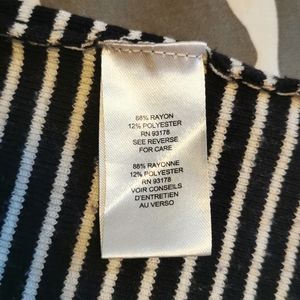 88% RAYON
12% POLYESTER
RN 93178
SEE REVERSE
FOR CARE
88% RAYONNE
12% POLYESTER
RN 93178
VOIR CONSEILS
D'ENTRETIEN
AU VERSO